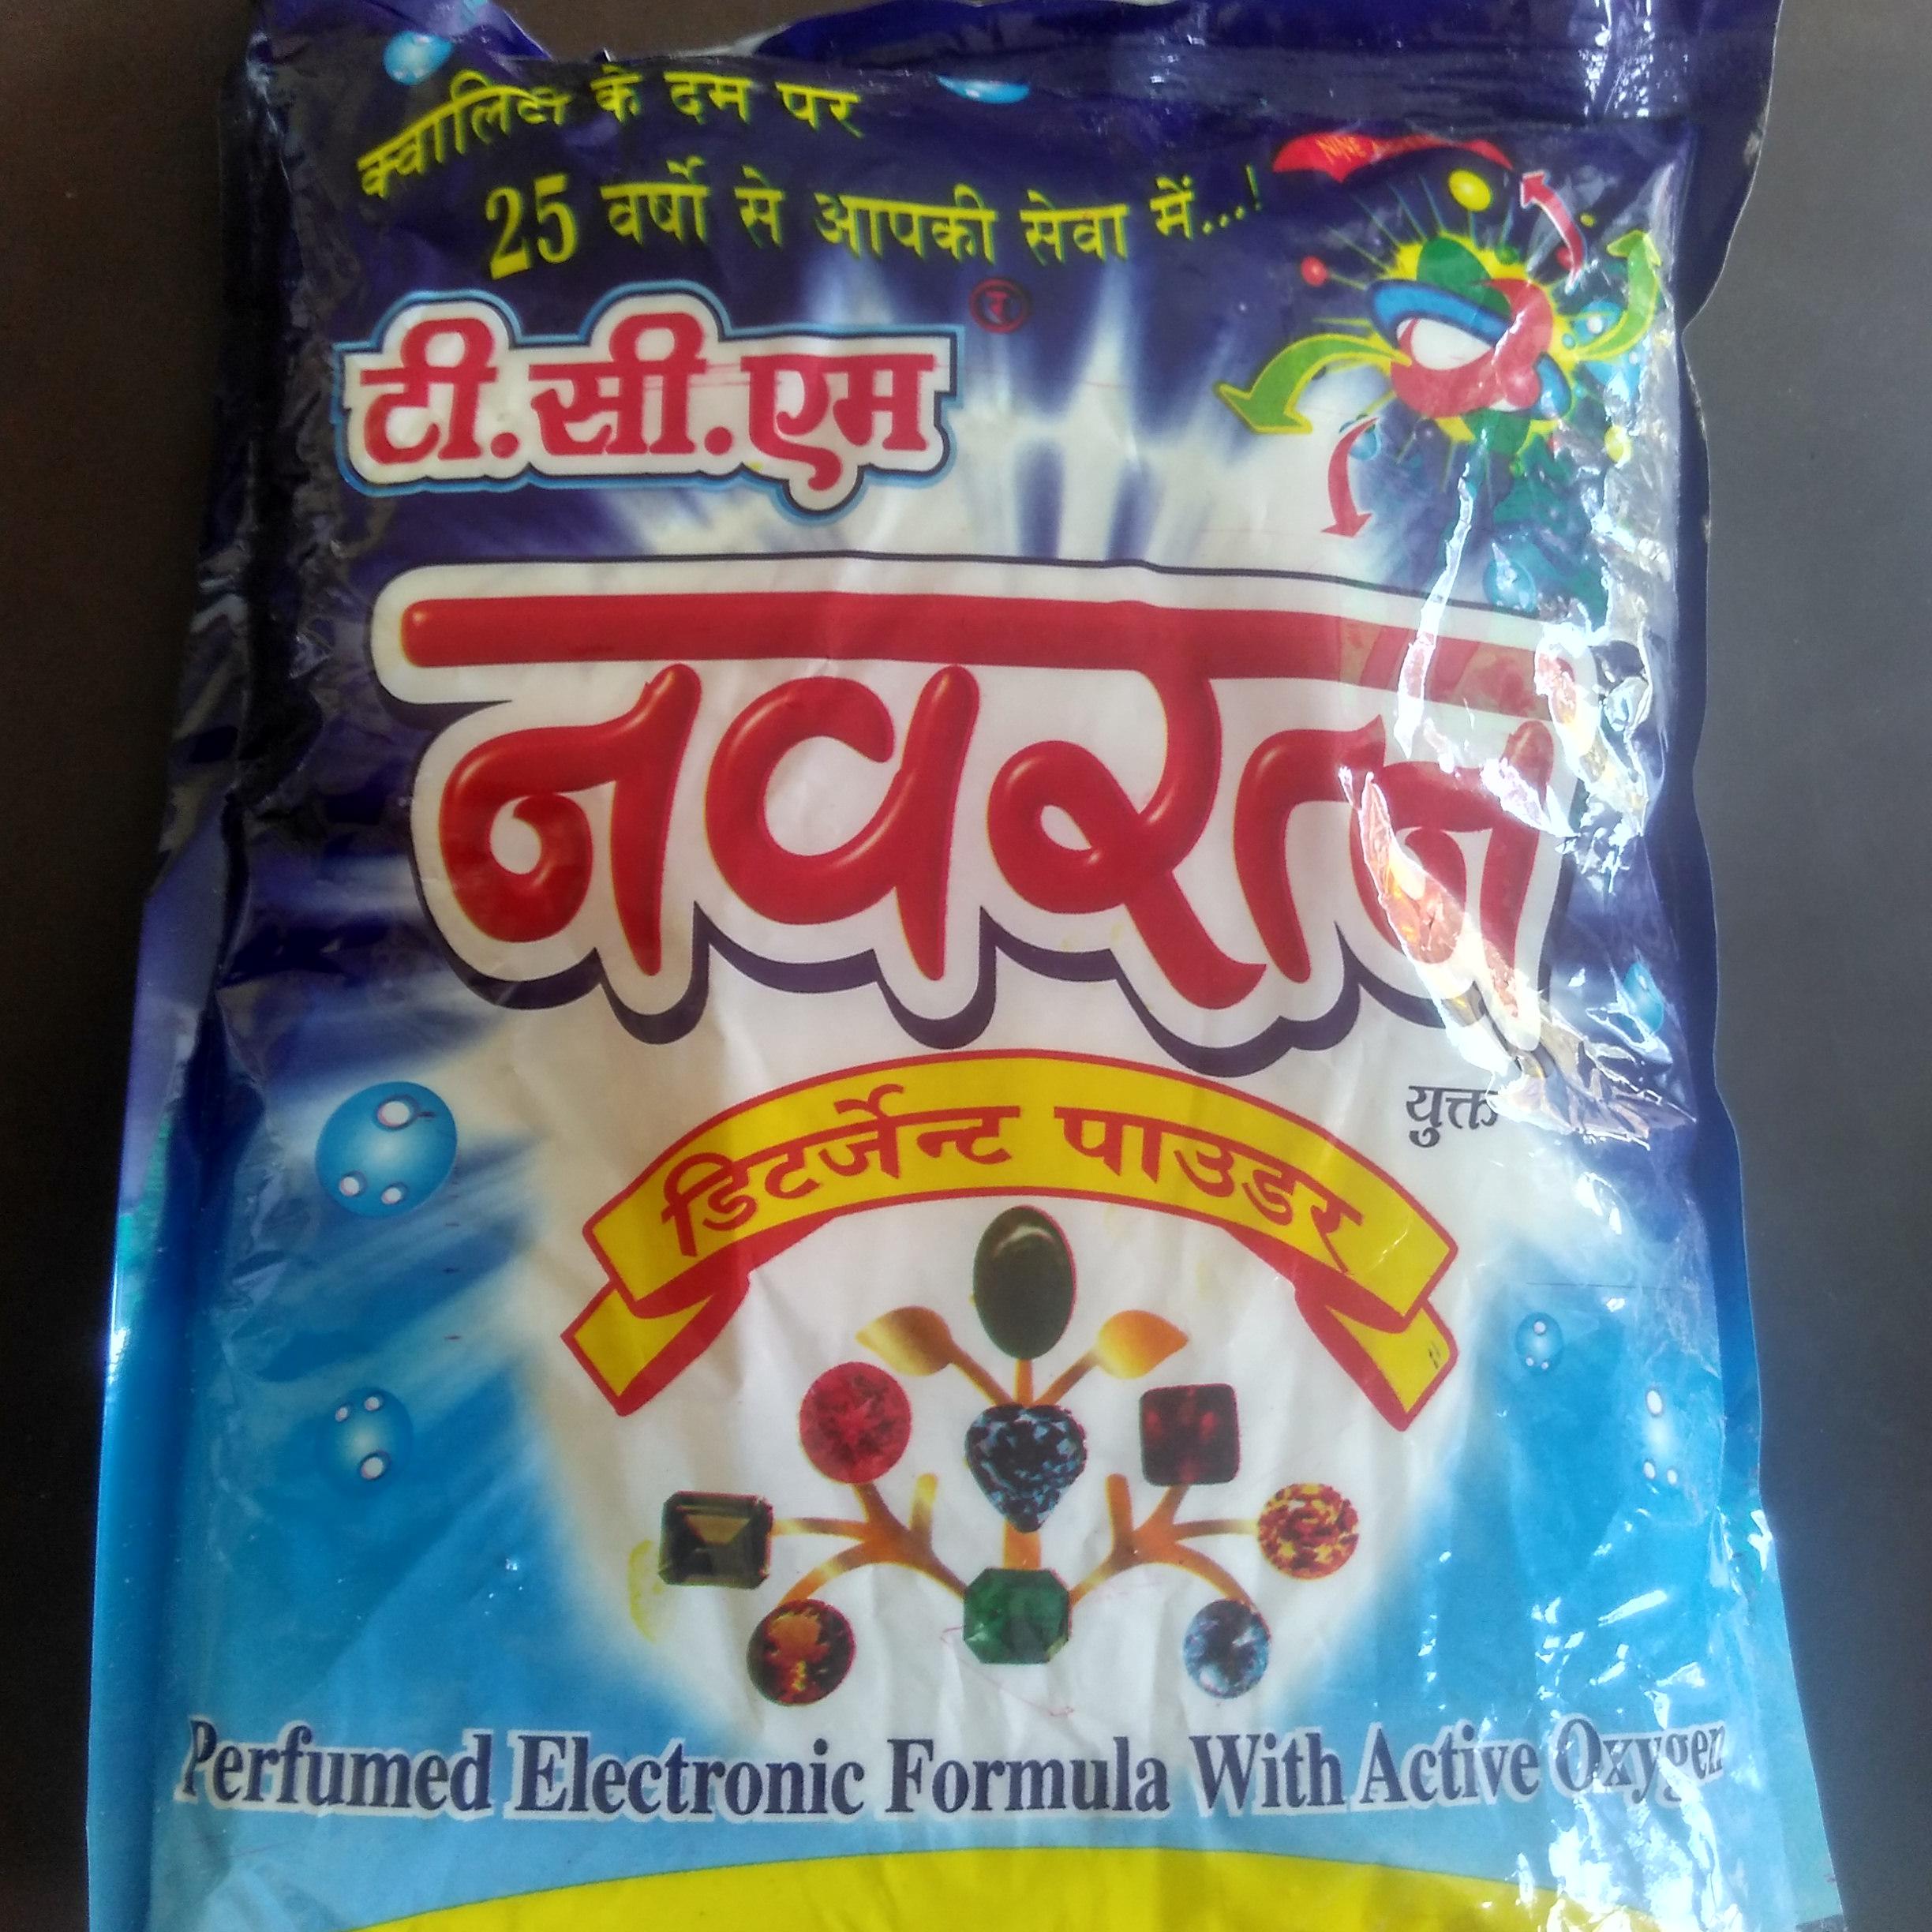 क्वालिटी के दम पर
25 वर्षो से आपकी सेवा में...!
टी.सी.एम
र
नवरत्न
युक्त
डिटर्जेन्ट पाउडर
Perfumed Electronic Formula With Active Oxygen